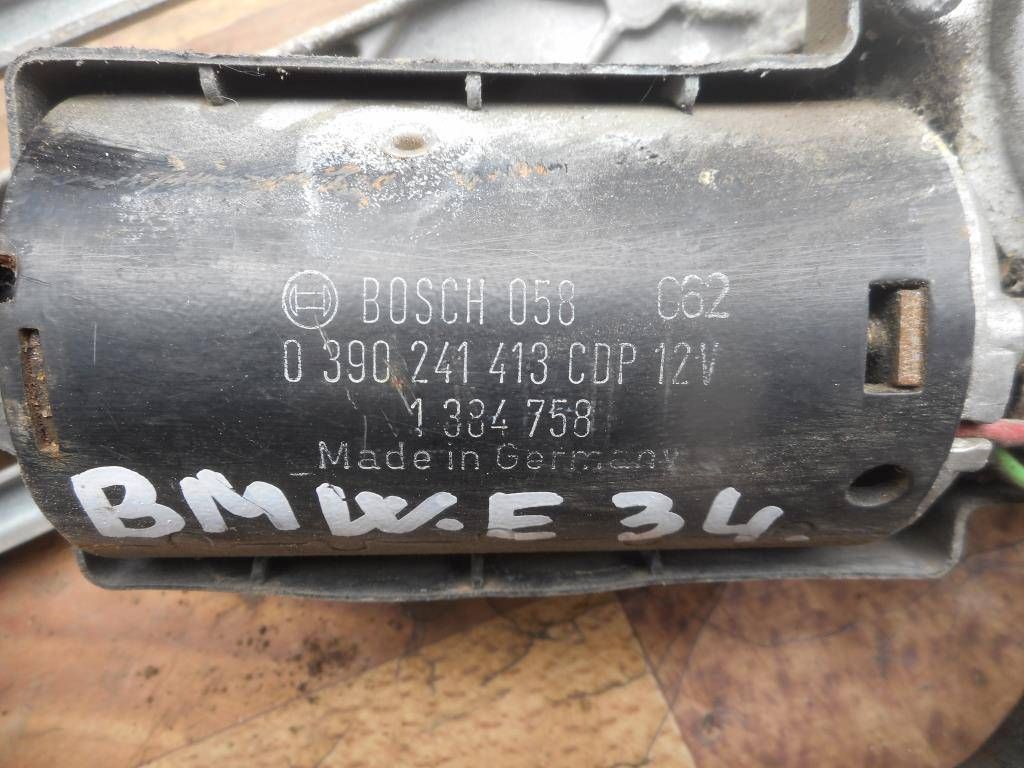 BOSCH 058 C62
0 390 241 413 CDP 12V
1 384 758
Made in Germany
BMW.E 34.